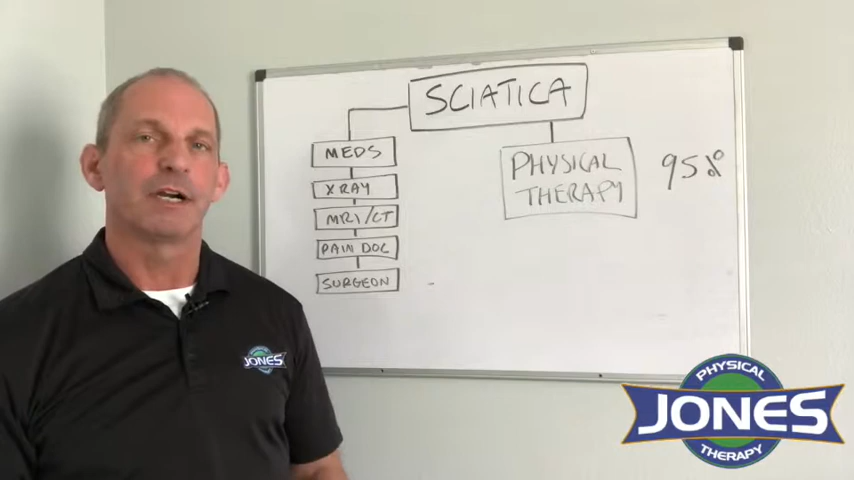 SCIATICA
MEDS
XRAY
MRI/CT
PAIN DOC
SURGEON
PHYSICAL
THERAPY
95%
JONES
PHYSICAL
JONES
THERAPY